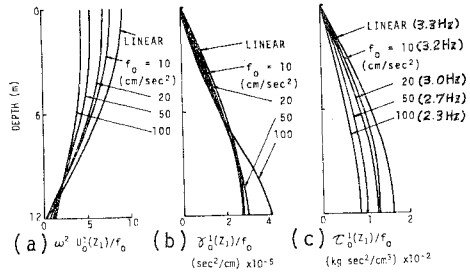 0
5
10
0
2
4
0
1
2
DEPTH (m)
6
12
LINEAR
f₀ = 10
(cm/sec²)
20
50
100
LINEAR
f₀ = 10
(cm/sec²)
20
50
100
LINEAR (3.3Hz)
f₀ = 10 (3.2Hz)
(cm/sec²)
20 (3.0Hz)
50 (2.7Hz)
100 (2.3Hz)
(a) ω² U₀¹(Z₁)/f₀
(b) γ₀¹(Z₁)/f₀
(sec²/cm) ×10⁻⁵
(c) τ₀¹(Z₁)/f₀
(kg sec²/cm³) ×10⁻²